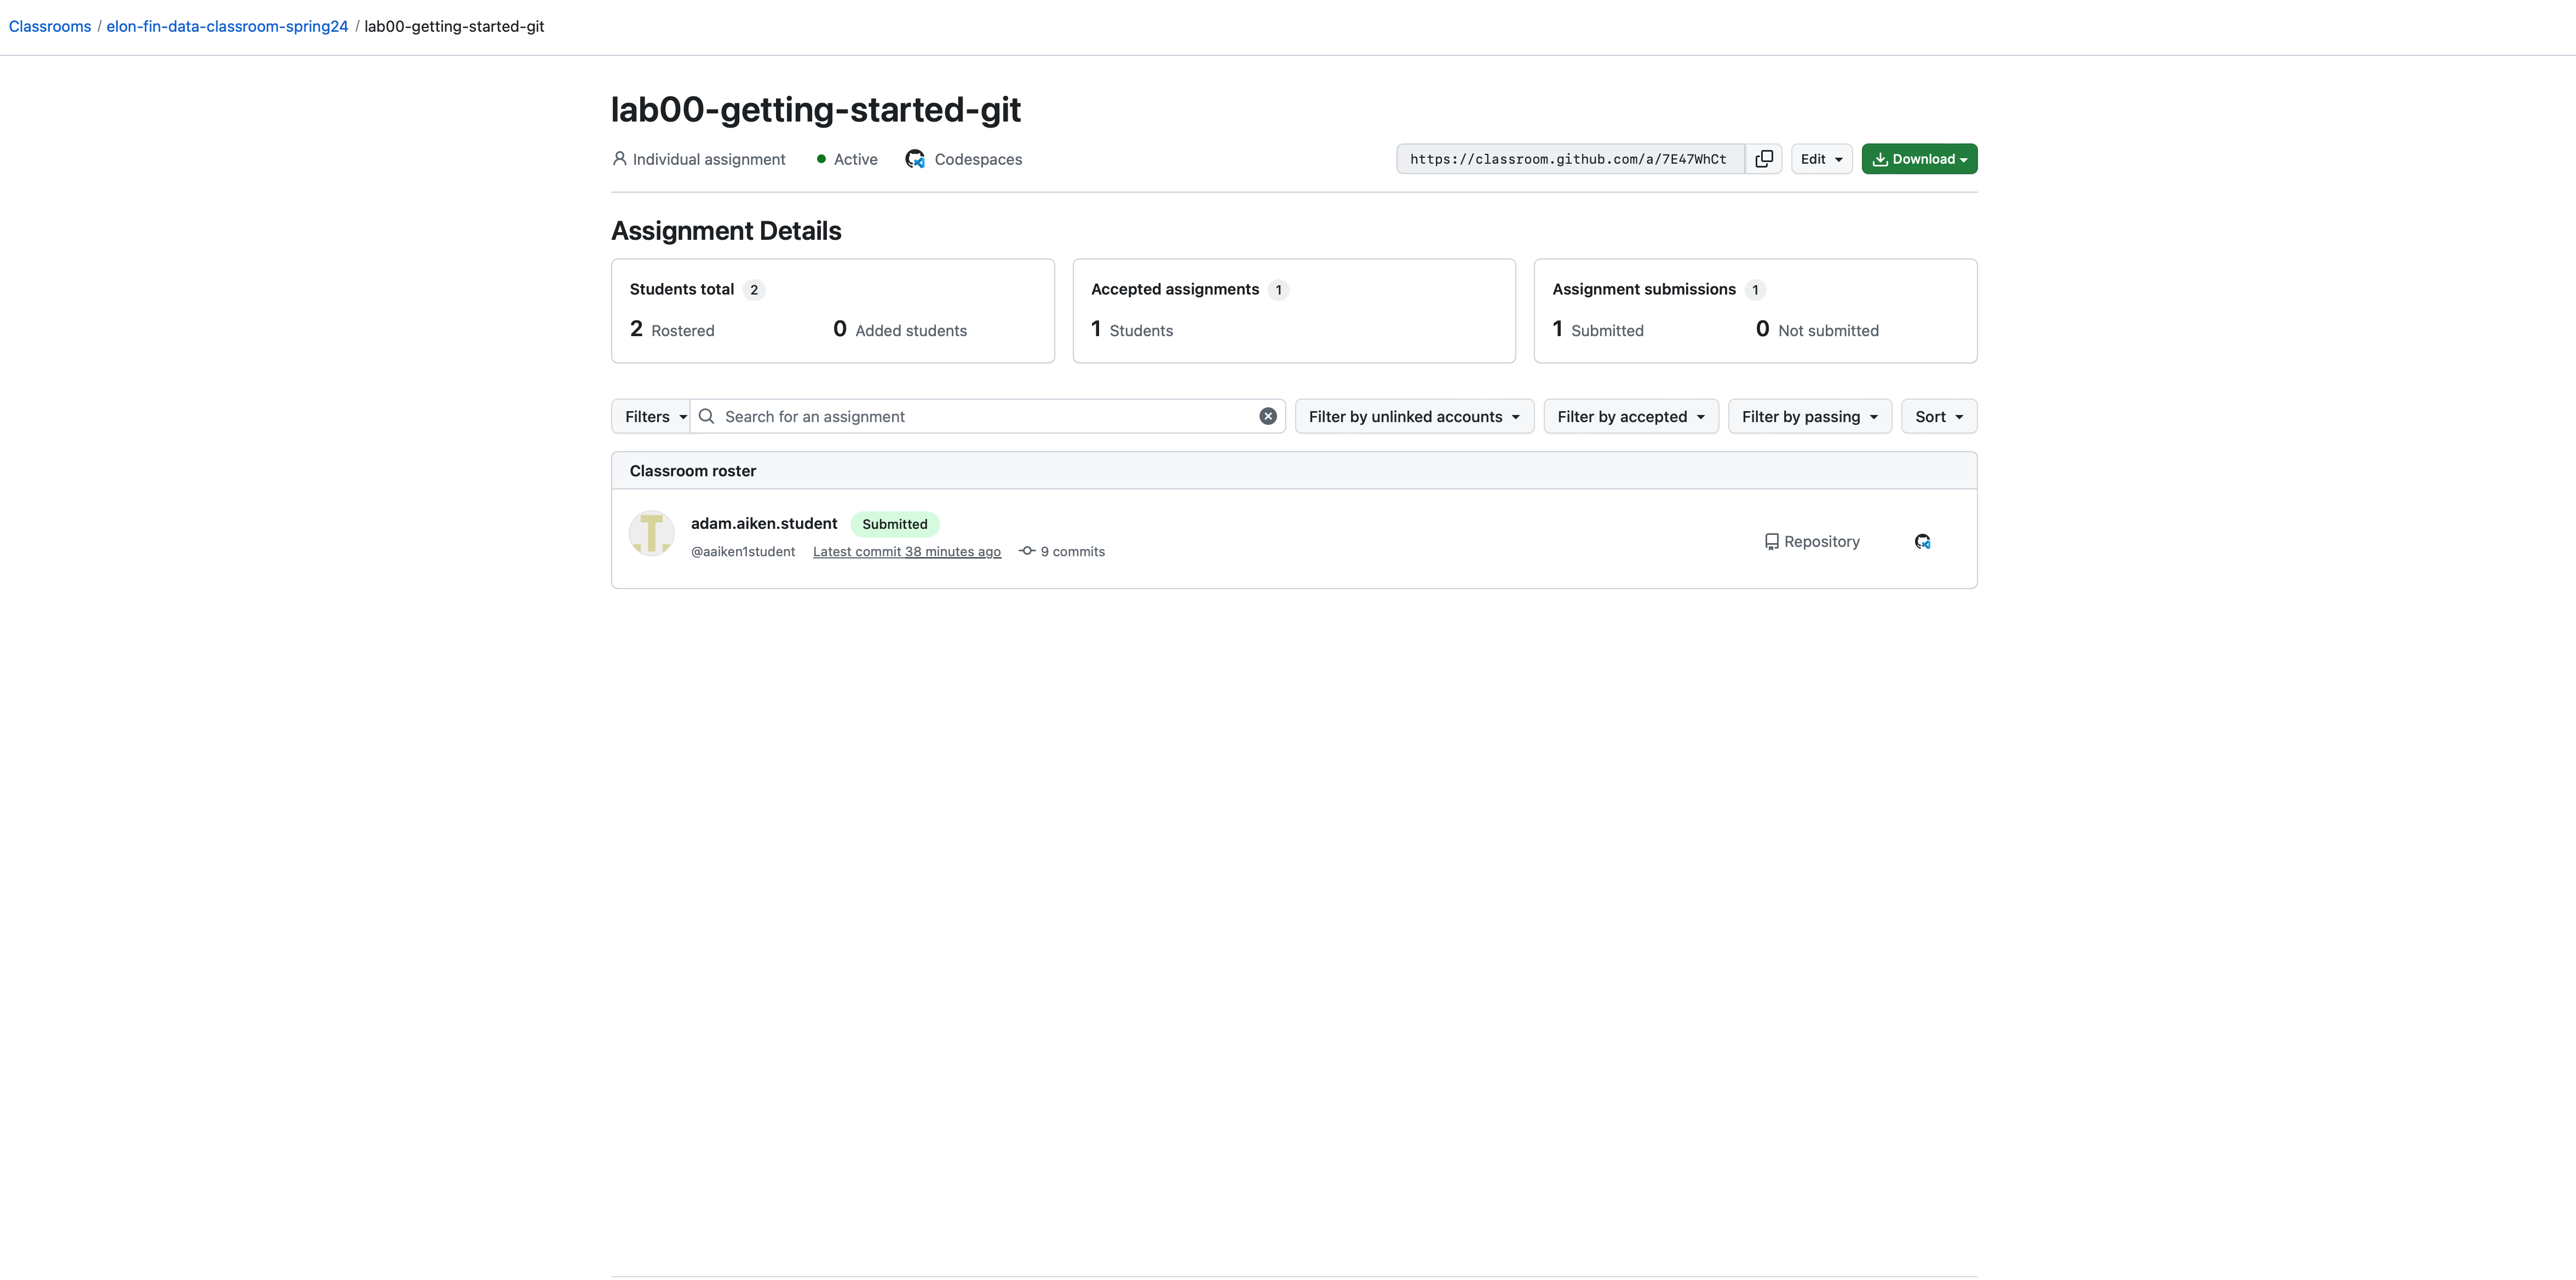 Classrooms / elon-fin-data-classroom-spring24 / lab00-getting-started-git
lab00-getting-started-git
Individual assignment Active Codespaces https://classroom.github.com/a/7E47WhCt Edit Download
Assignment Details
Students total 2 Accepted assignments 1 Assignment submissions 1
2 Rostered 0 Added students 1 Students 1 Submitted 0 Not submitted
Filters Search for an assignment Filter by unlinked accounts Filter by accepted Filter by passing Sort
Classroom roster
adam.aiken.student Submitted
@aaiken1student Latest commit 38 minutes ago 9 commits Repository